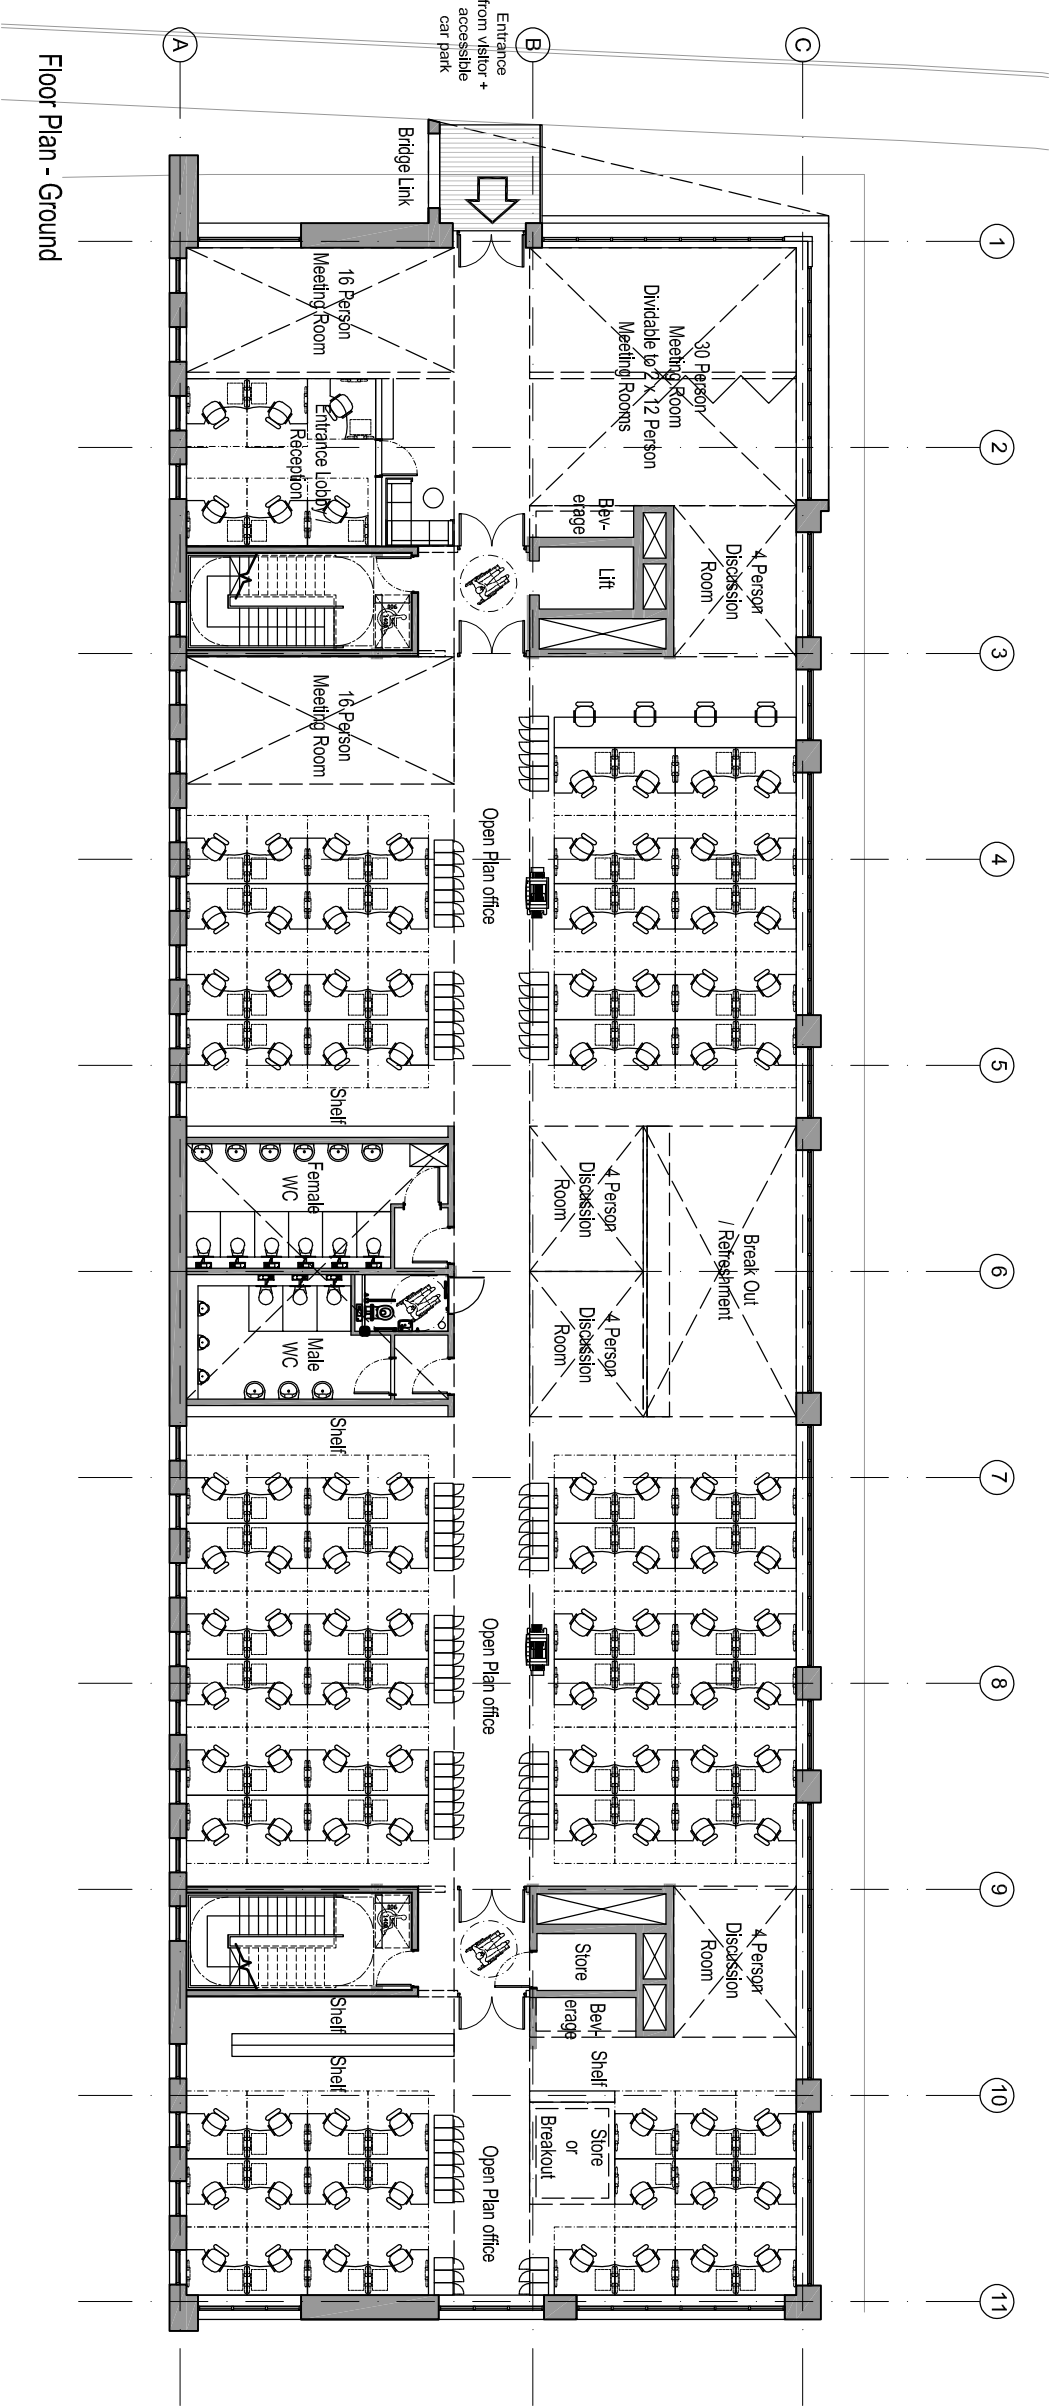 Floor Plan - Ground
A
B
C
Entrance
from visitor +
accessible
car park
Bridge Link
1
2
3
4
5
6
7
8
9
10
11
16 Person
Meeting Room
30 Person
Meeting Room
Dividable to 2 x 12 Person
Meeting Rooms
Entrance Lobby /
Reception
Bev-
erage
Lift
4 Person
Discussion
Room
16 Person
Meeting Room
Open Plan office
Shelf
Female
WC
Male
WC
Shelf
4 Person
Discussion
Room
4 Person
Discussion
Room
Break Out
/ Refreshment
Open Plan office
Store
4 Person
Discussion
Room
Bev-
erage
Shelf
Shelf
Shelf
Store
or
Breakout
Open Plan office